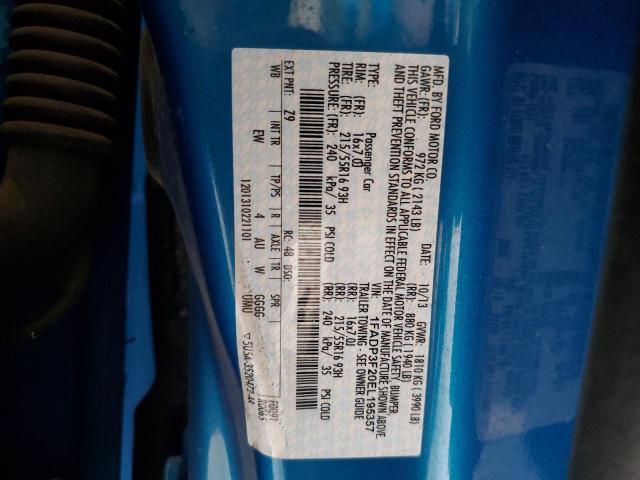 MFD. BY FORD MOTOR CO.
DATE: 10/13 GVWR: 1810 KG ( 3990 LB)
GAWR: (FR): 972 KG ( 2143 LB) (RR): 880 KG ( 1940 LB)
THIS VEHICLE CONFORMS TO ALL APPLICABLE FEDERAL MOTOR VEHICLE SAFETY, BUMPER,
AND THEFT PREVENTION STANDARDS IN EFFECT ON THE DATE OF MANUFACTURE SHOWN ABOVE.
VIN: 1FADP3F20EL195357
TYPE: Passenger Car TRAILER TOWING - SEE OWNER GUIDE
RIM: (FR): 16x7.0J (RR): 16x7.0J
TIRE: (FR): 215/55R16 93H (RR): 215/55R16 93H
PRESSURE: (FR): 240 kPa/ 35 PSI COLD (RR): 240 kPa/ 35 PSI COLD
EXT PNT: Z9 RC: 48 DSO:
WB INT TR TP/PS R AXLE TR SPR
EW 4 AU W GGGG
1201310221101 UMU